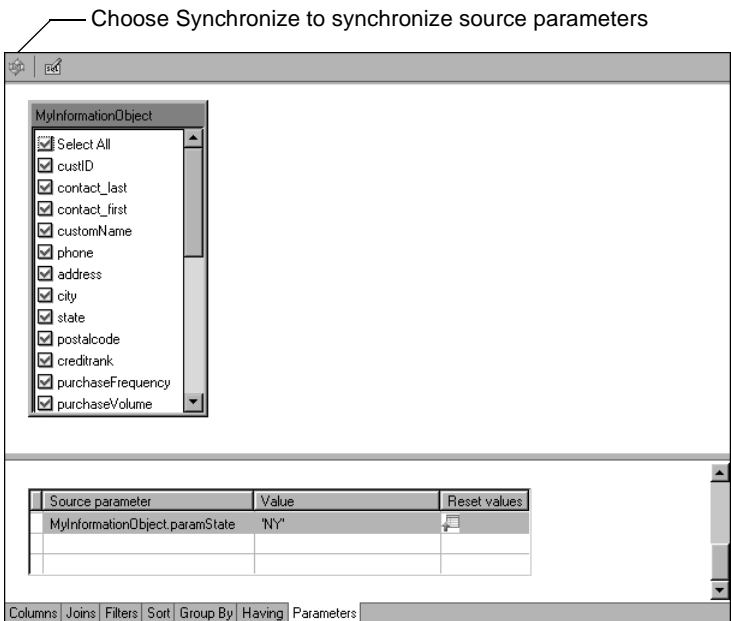 Choose Synchronize to synchronize source parameters
MyInformationObject
Select All
custID
contact_last
contact_first
customName
phone
address
city
state
postalcode
creditrank
purchaseFrequency
purchaseVolume
Source parameter Value Reset values
MyInformationObject.paramState 'NY'
Columns Joins Filters Sort Group By Having Parameters